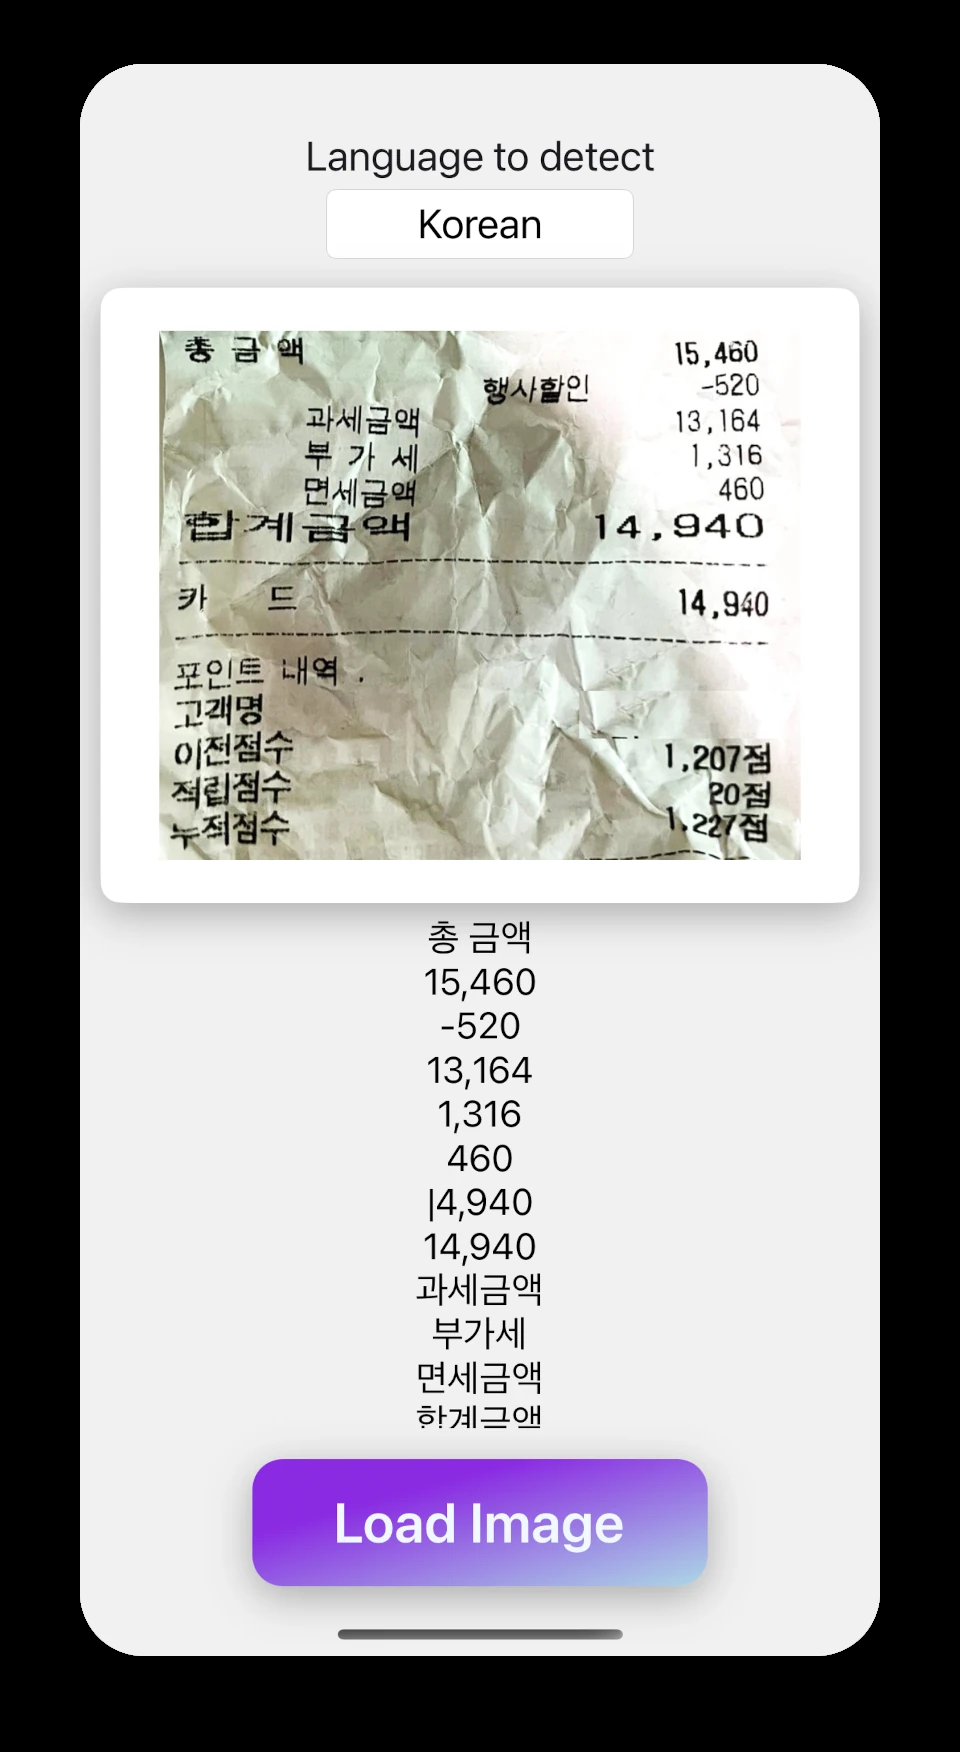 Language to detect
Korean
총 금 액 15,460
행사할인 -520
과세금액 13,164
부 가 세 1,316
면세금액 460
합계금액 14,940
카 드 14,940
포인트 내역 .
고객명
이전점수 1,207점
적립점수 20점
누적점수 1.227점
총 금액
15,460
-520
13,164
1,316
460
|4,940
14,940
과세금액
부가세
면세금액
합계금액
Load Image